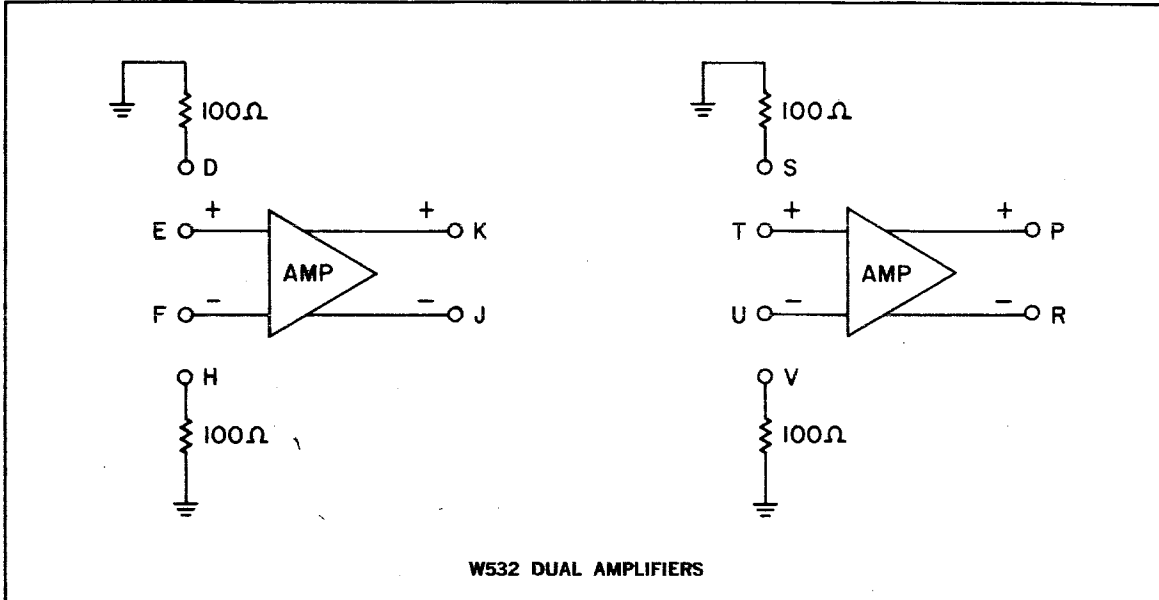 100Ω 100Ω
D S
E + + K T + + P
AMP AMP
F - - J U - - R
H V
100Ω 100Ω
W532 DUAL AMPLIFIERS